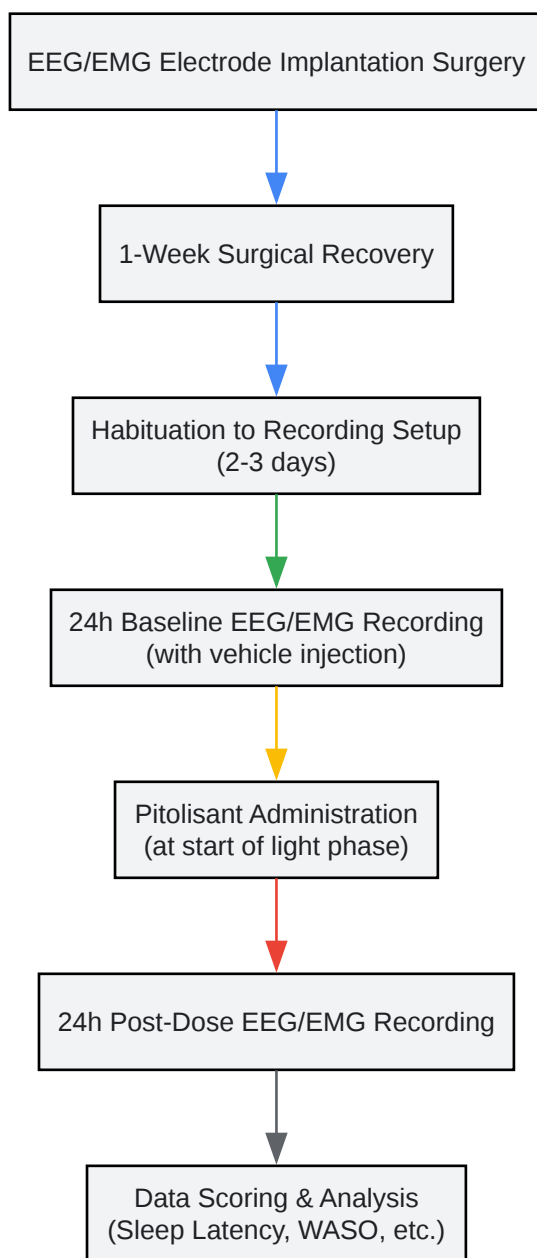 EEG/EMG Electrode Implantation Surgery
1-Week Surgical Recovery
Habituation to Recording Setup
(2-3 days)
24h Baseline EEG/EMG Recording
(with vehicle injection)
Pitolisant Administration
(at start of light phase)
24h Post-Dose EEG/EMG Recording
Data Scoring & Analysis
(Sleep Latency, WASO, etc.)